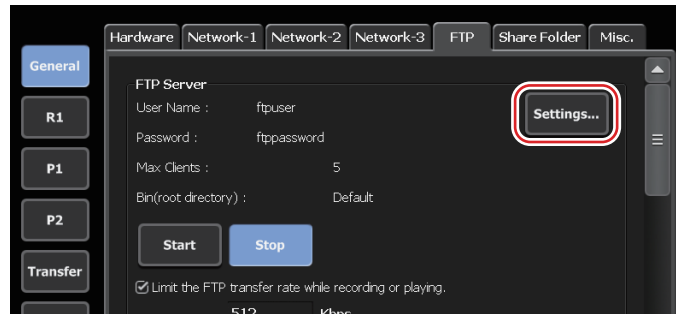 Hardware Network-1 Network-2 Network-3 FTP Share Folder Misc.
General
R1
P1
P2
Transfer
FTP Server
User Name : ftpuser
Settings...
Password : ftppassword
Max Clients : 5
Bin(root directory) : Default
Start Stop
Limit the FTP transfer rate while recording or playing.
512 Kbps